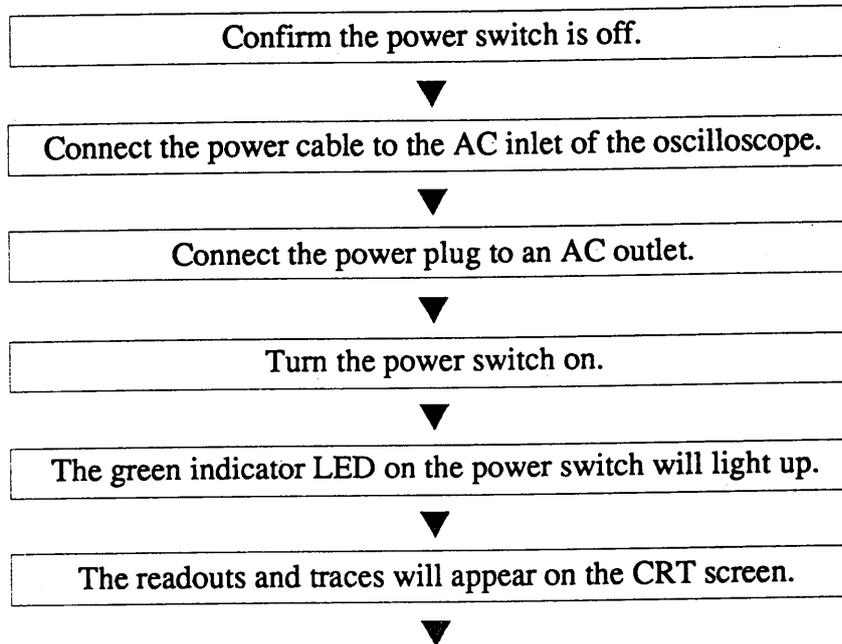 Confirm the power switch is off.
Connect the power cable to the AC inlet of the oscilloscope.
Connect the power plug to an AC outlet.
Turn the power switch on.
The green indicator LED on the power switch will light up.
The readouts and traces will appear on the CRT screen.